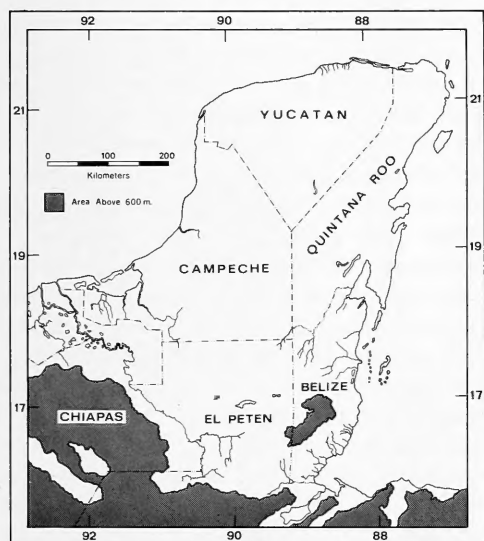 92 90 88
21 21
YUCATAN
0 100 200
Kilometers
Area Above 600 m.
QUINTANA ROO
19 19
CAMPECHE
BELIZE
17 17
CHIAPAS
EL PETEN
92 90 88